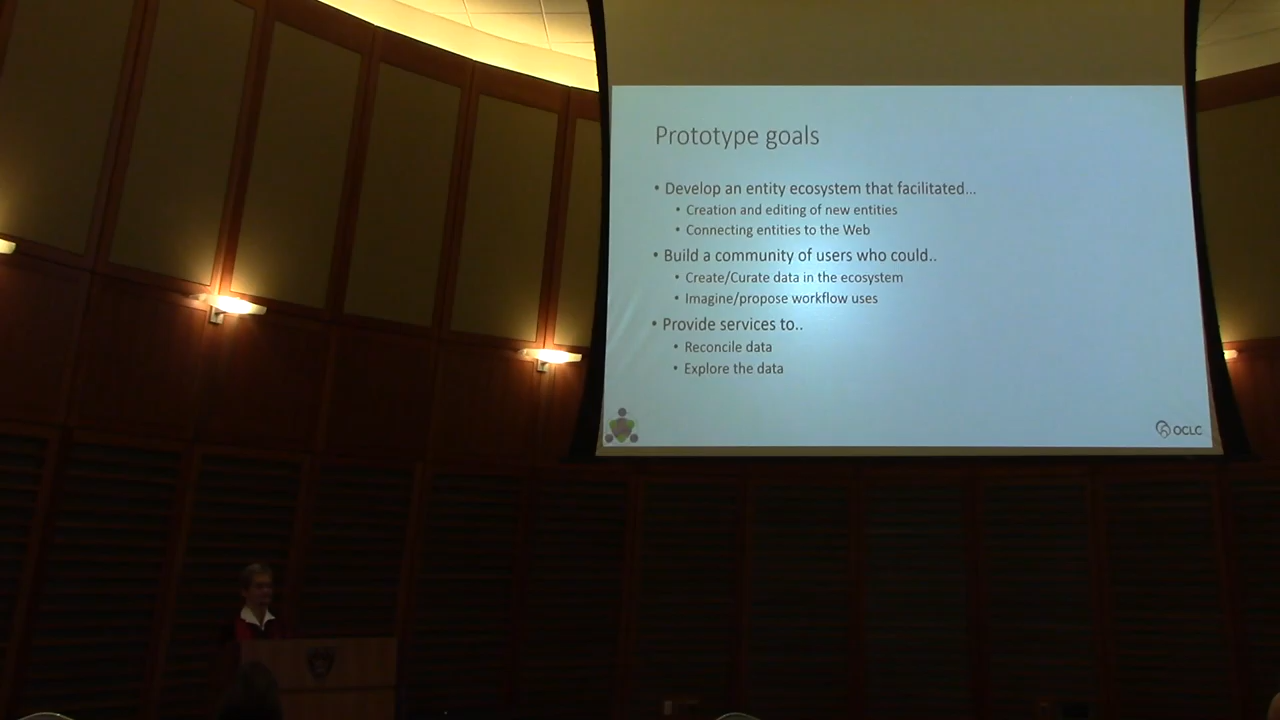 Prototype goals
• Develop an entity ecosystem that facilitated...
• Creation and editing of new entities
• Connecting entities to the Web
• Build a community of users who could..
• Create/Curate data in the ecosystem
• Imagine/propose workflow uses
• Provide services to..
• Reconcile data
• Explore the data
OCLC